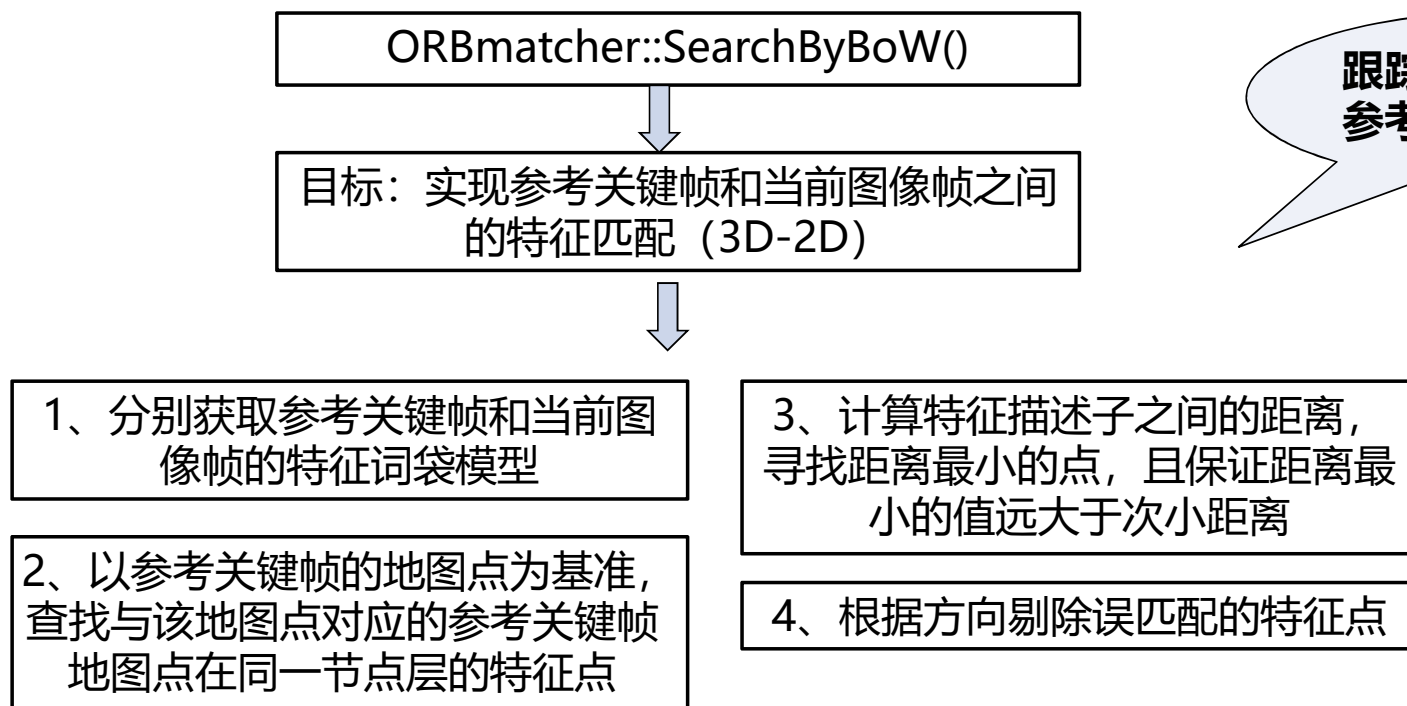 ORBmatcher::SearchByBoW()
跟踪
参考
目标：实现参考关键帧和当前图像帧之间
的特征匹配（3D-2D）
1、分别获取参考关键帧和当前图
像帧的特征词袋模型
2、以参考关键帧的地图点为基准，
查找与该地图点对应的参考关键帧
地图点在同一节点层的特征点
3、计算特征描述子之间的距离，
寻找距离最小的点，且保证距离最
小的值远大于次小距离
4、根据方向剔除误匹配的特征点